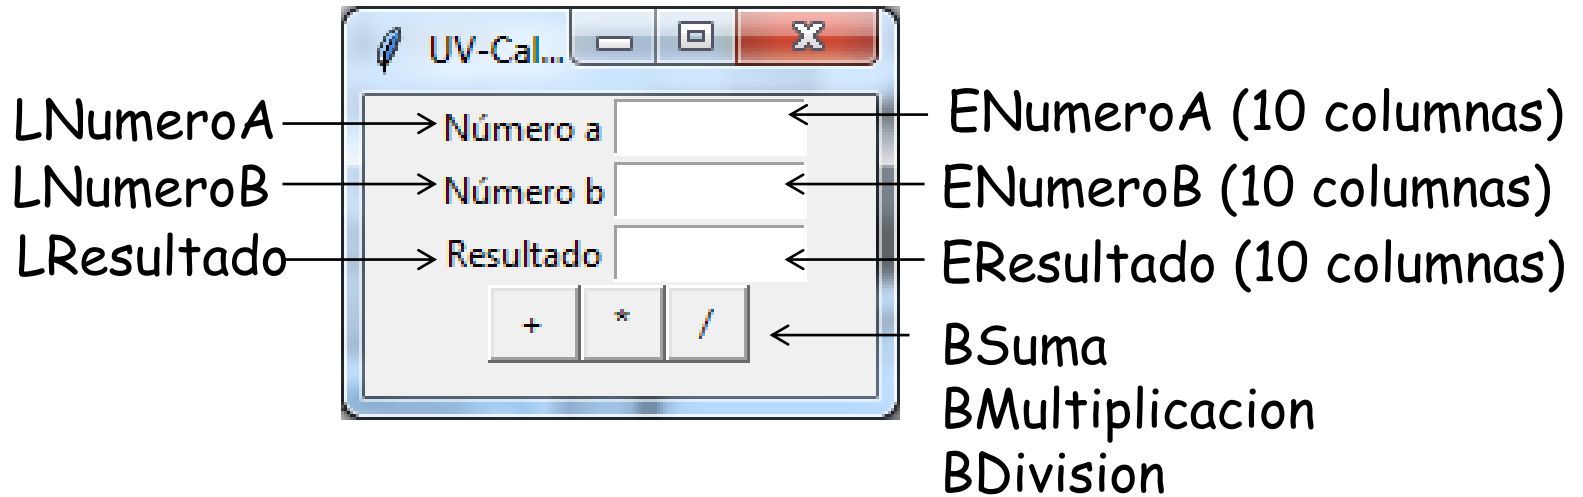 UV-Cal...
LNumeroA Número a ENumeroA (10 columnas)
LNumeroB Número b ENumeroB (10 columnas)
LResultado Resultado EResultado (10 columnas)
+ * /
BSuma
BMultiplicacion
BDivision